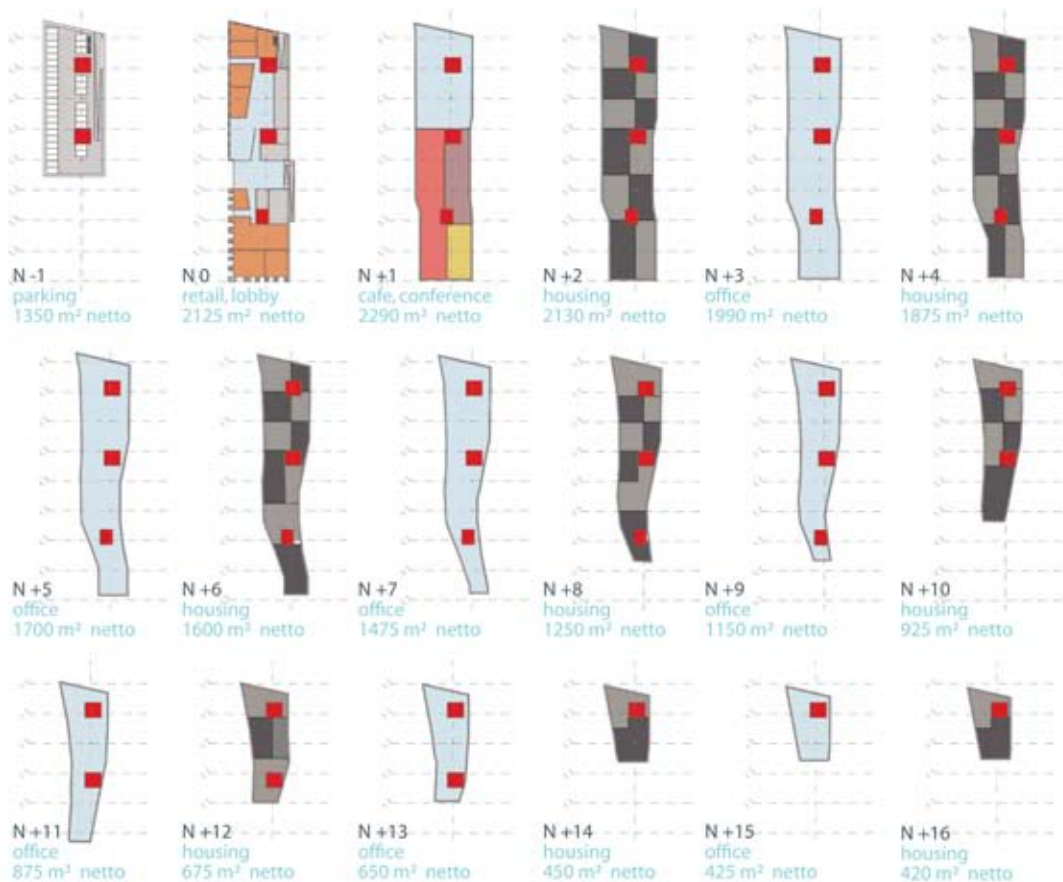 N -1
parking
1350 m² netto
N 0
retail, lobby
2125 m² netto
N +1
cafe, conference
2290 m² netto
N +2
housing
2130 m² netto
N +3
office
1990 m² netto
N +4
housing
1875 m² netto
N +5
office
1700 m² netto
N +6
housing
1600 m² netto
N +7
office
1475 m² netto
N +8
housing
1250 m² netto
N +9
office
1150 m² netto
N +10
housing
925 m² netto
N +11
office
875 m² netto
N +12
housing
675 m² netto
N +13
office
650 m² netto
N +14
housing
450 m² netto
N +15
office
425 m² netto
N +16
housing
420 m² netto